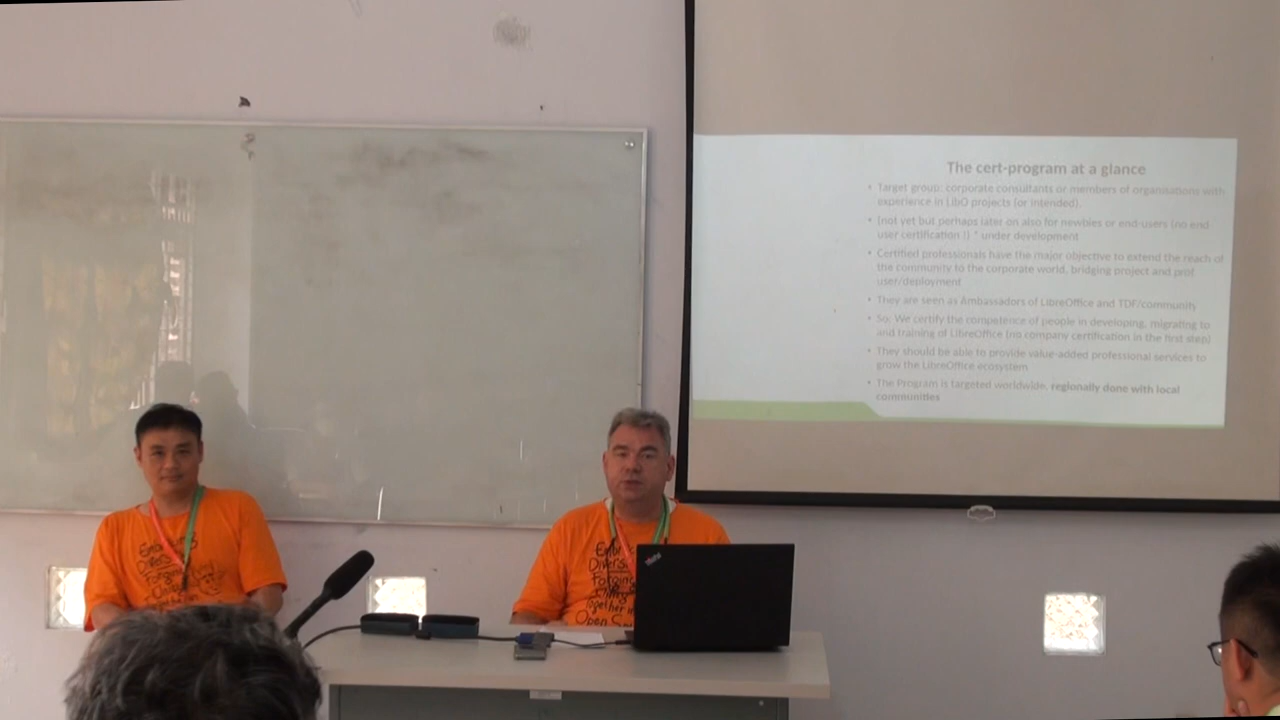 The cert-program at a glance
• Target group: corporate consultants or members of organisations with
experience in LibO projects (or intended).
• (not yet but perhaps later on also for newbies or end-users (no end
user certification !) * under development
• Certified professionals have the major objective to extend the reach of
the community to the corporate world, bridging project and prof
user/deployment
• They are seen as Ambassadors of LibreOffice and TDF/community
• So: We certify the competence of people in developing, migrating to
and training of LibreOffice (no company certification in the first step)
• They should be able to provide value-added professional services to
grow the LibreOffice ecosystem
• The Program is targeted worldwide, regionally done with local
communities
Forging
Together in
Open
ThinkPad